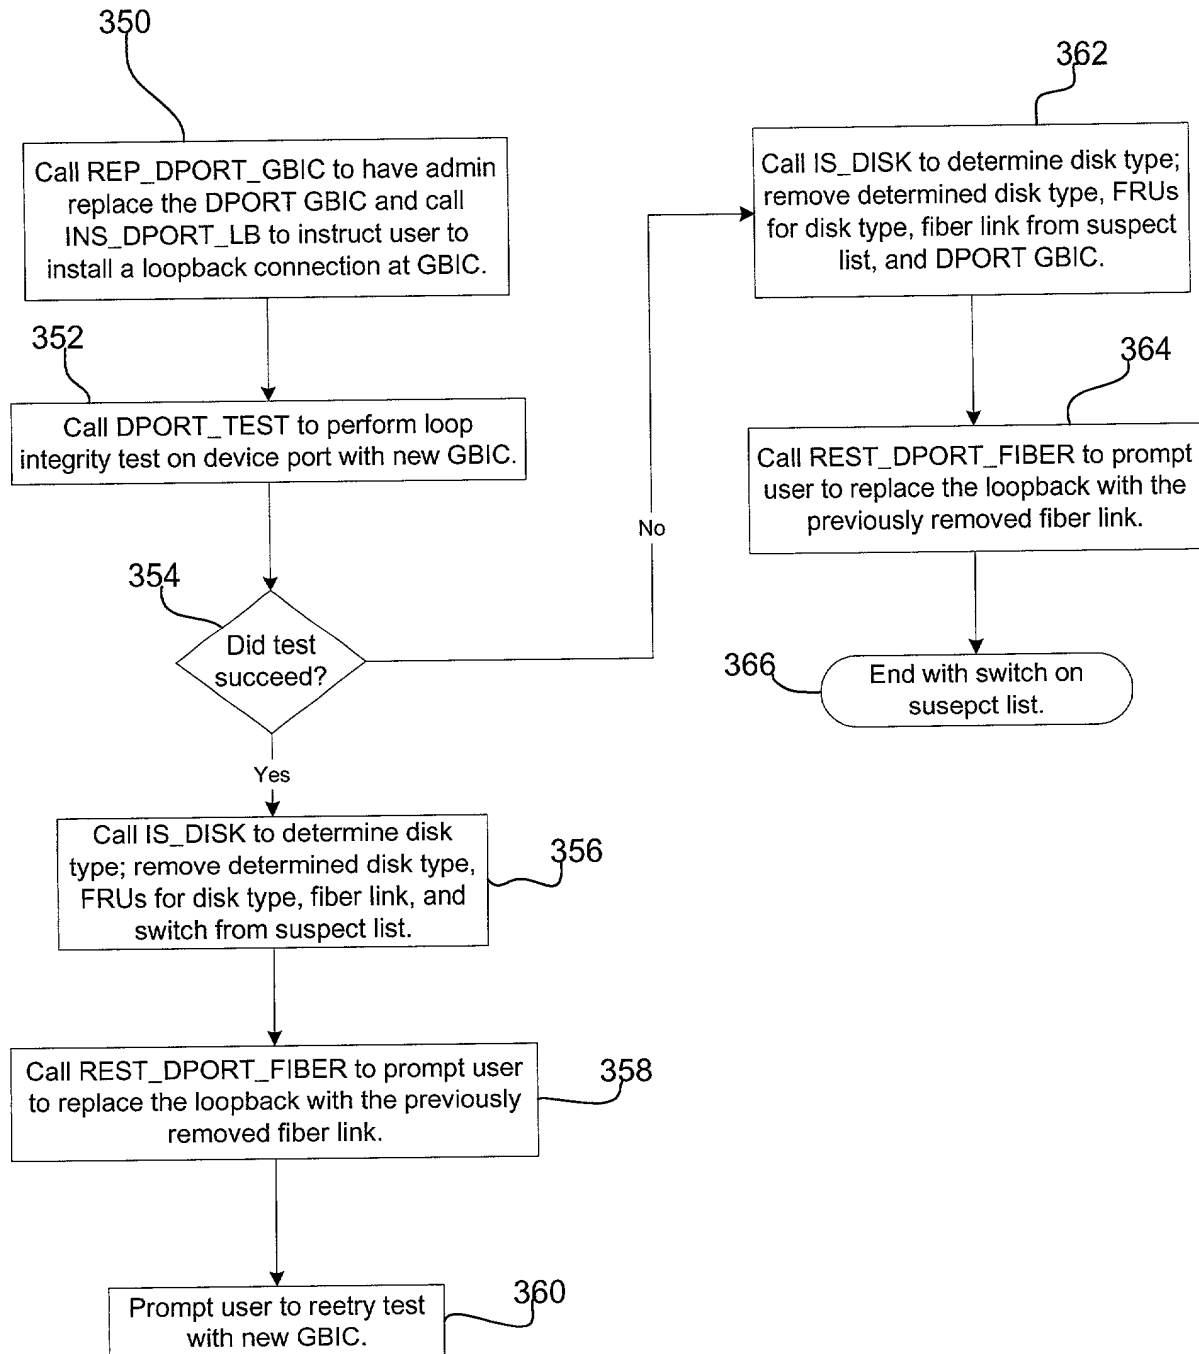 350
Call REP_DPORT_GBIC to have admin
replace the DPORT GBIC and call
INS_DPORT_LB to instruct user to
install a loopback connection at GBIC.
352
Call DPORT_TEST to perform loop
integrity test on device port with new GBIC.
354
Did test
succeed?
No
Yes
Call IS_DISK to determine disk
type; remove determined disk type,
FRUs for disk type, fiber link, and
switch from suspect list.
356
Call REST_DPORT_FIBER to prompt user
to replace the loopback with the previously
removed fiber link.
358
Prompt user to reetry test
with new GBIC.
360
362
Call IS_DISK to determine disk type;
remove determined disk type, FRUs
for disk type, fiber link from suspect
list, and DPORT GBIC.
364
Call REST_DPORT_FIBER to prompt
user to replace the loopback with the
previously removed fiber link.
366
End with switch on
susepct list.